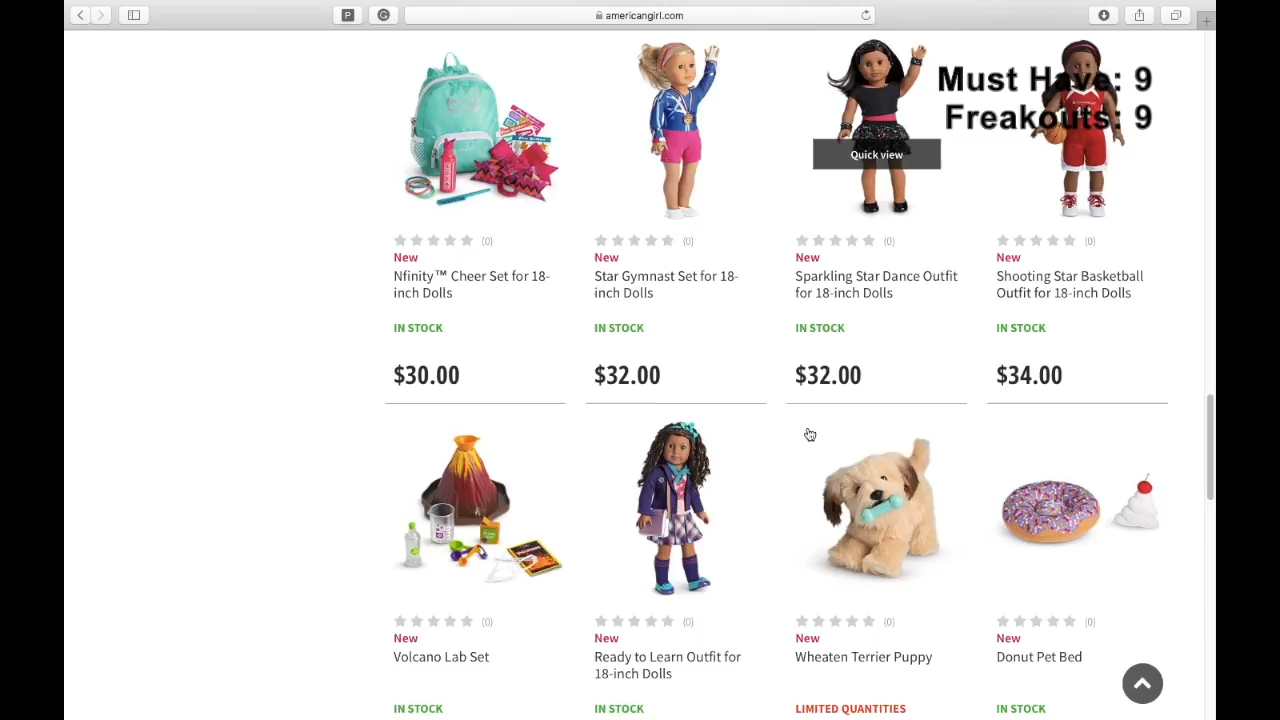 americangirl.com
Must Have: 9
Freakouts: 9
Quick view
(0)
(0)
(0)
(0)
New
New
New
New
Nfinity™ Cheer Set for 18-
inch Dolls
Star Gymnast Set for 18-
inch Dolls
Sparkling Star Dance Outfit
for 18-inch Dolls
Shooting Star Basketball
Outfit for 18-inch Dolls
IN STOCK
IN STOCK
IN STOCK
IN STOCK
$30.00
$32.00
$32.00
$34.00
(0)
(0)
(0)
(0)
New
New
New
New
Volcano Lab Set
Ready to Learn Outfit for
18-inch Dolls
Wheaten Terrier Puppy
Donut Pet Bed
IN STOCK
IN STOCK
LIMITED QUANTITIES
IN STOCK